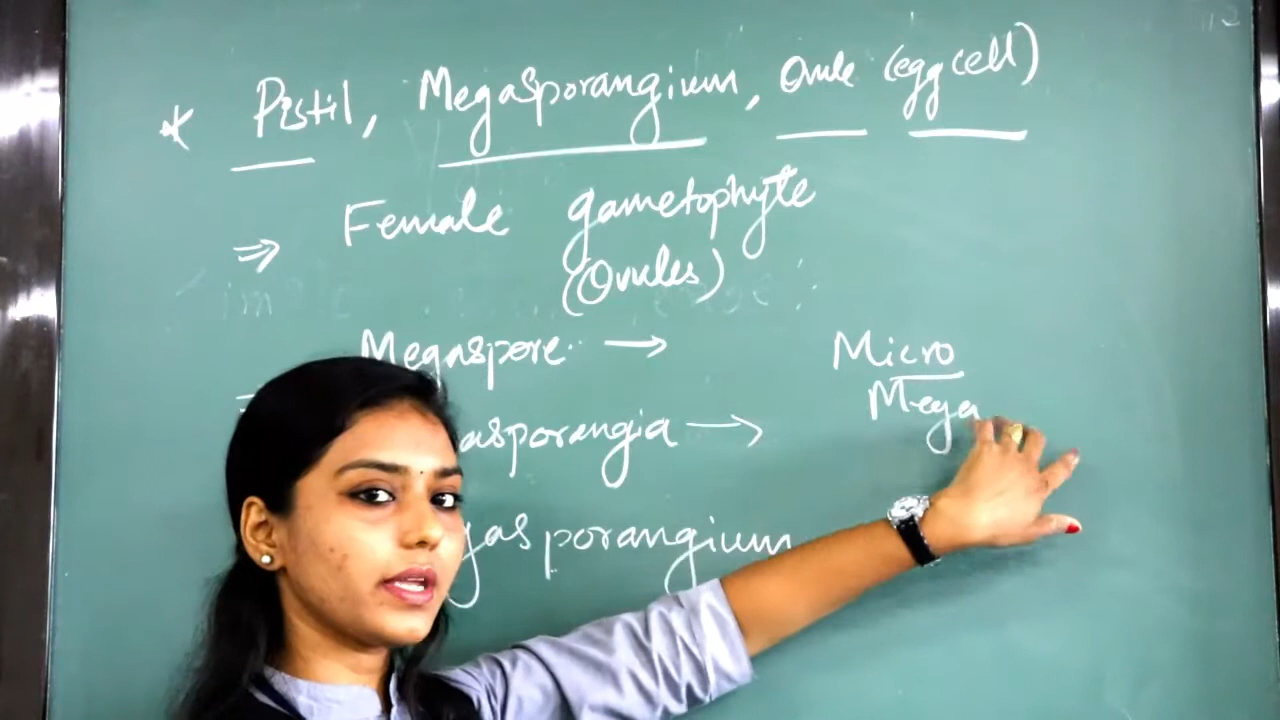 * Pistil, Megasporangium, Ovule (egg cell)
⇒ Female gametophyte
(Ovules)
Megaspore →
Micro
Mega
asporangia →
gasporangium